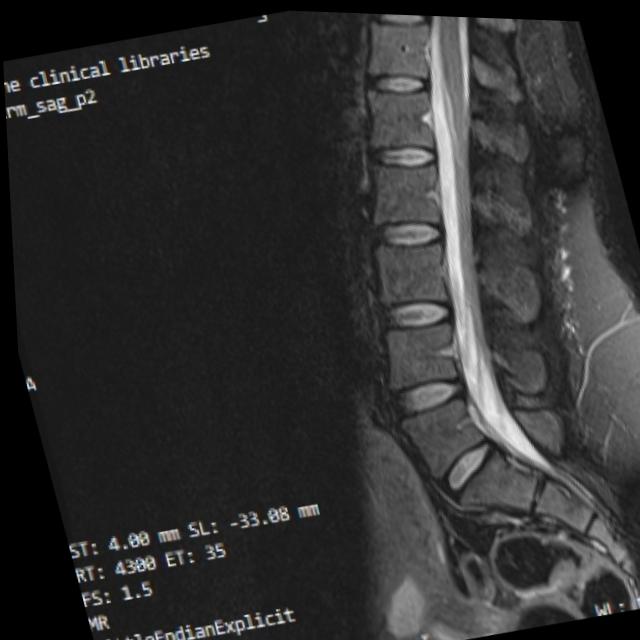 S
he clinical libraries
rm_sag_p2
A
ST: 4.00 mm SL: -33.08 mm
RT: 4300 ET: 35
FS: 1.5
MR
ttleEndianExplicit
WL: